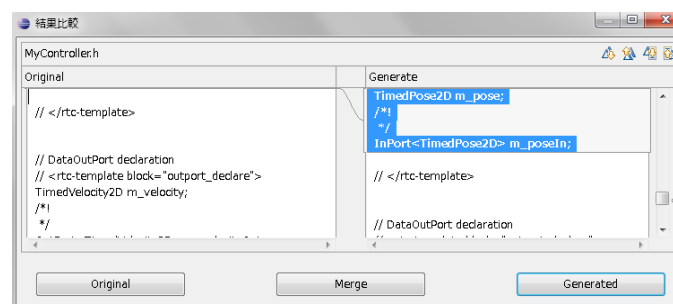 結果比較
MyController.h
Original
// </rtc-template>
// DataOutPort declaration
// <rtc-template block="outport_declare">
TimedVelocity2D m_velocity;
/*!
*/
Generate
TimedPose2D m_pose;
/*!
*/
InPort<TimedPose2D> m_poseIn;
// </rtc-template>
// DataOutPort declaration
Original
Merge
Generated